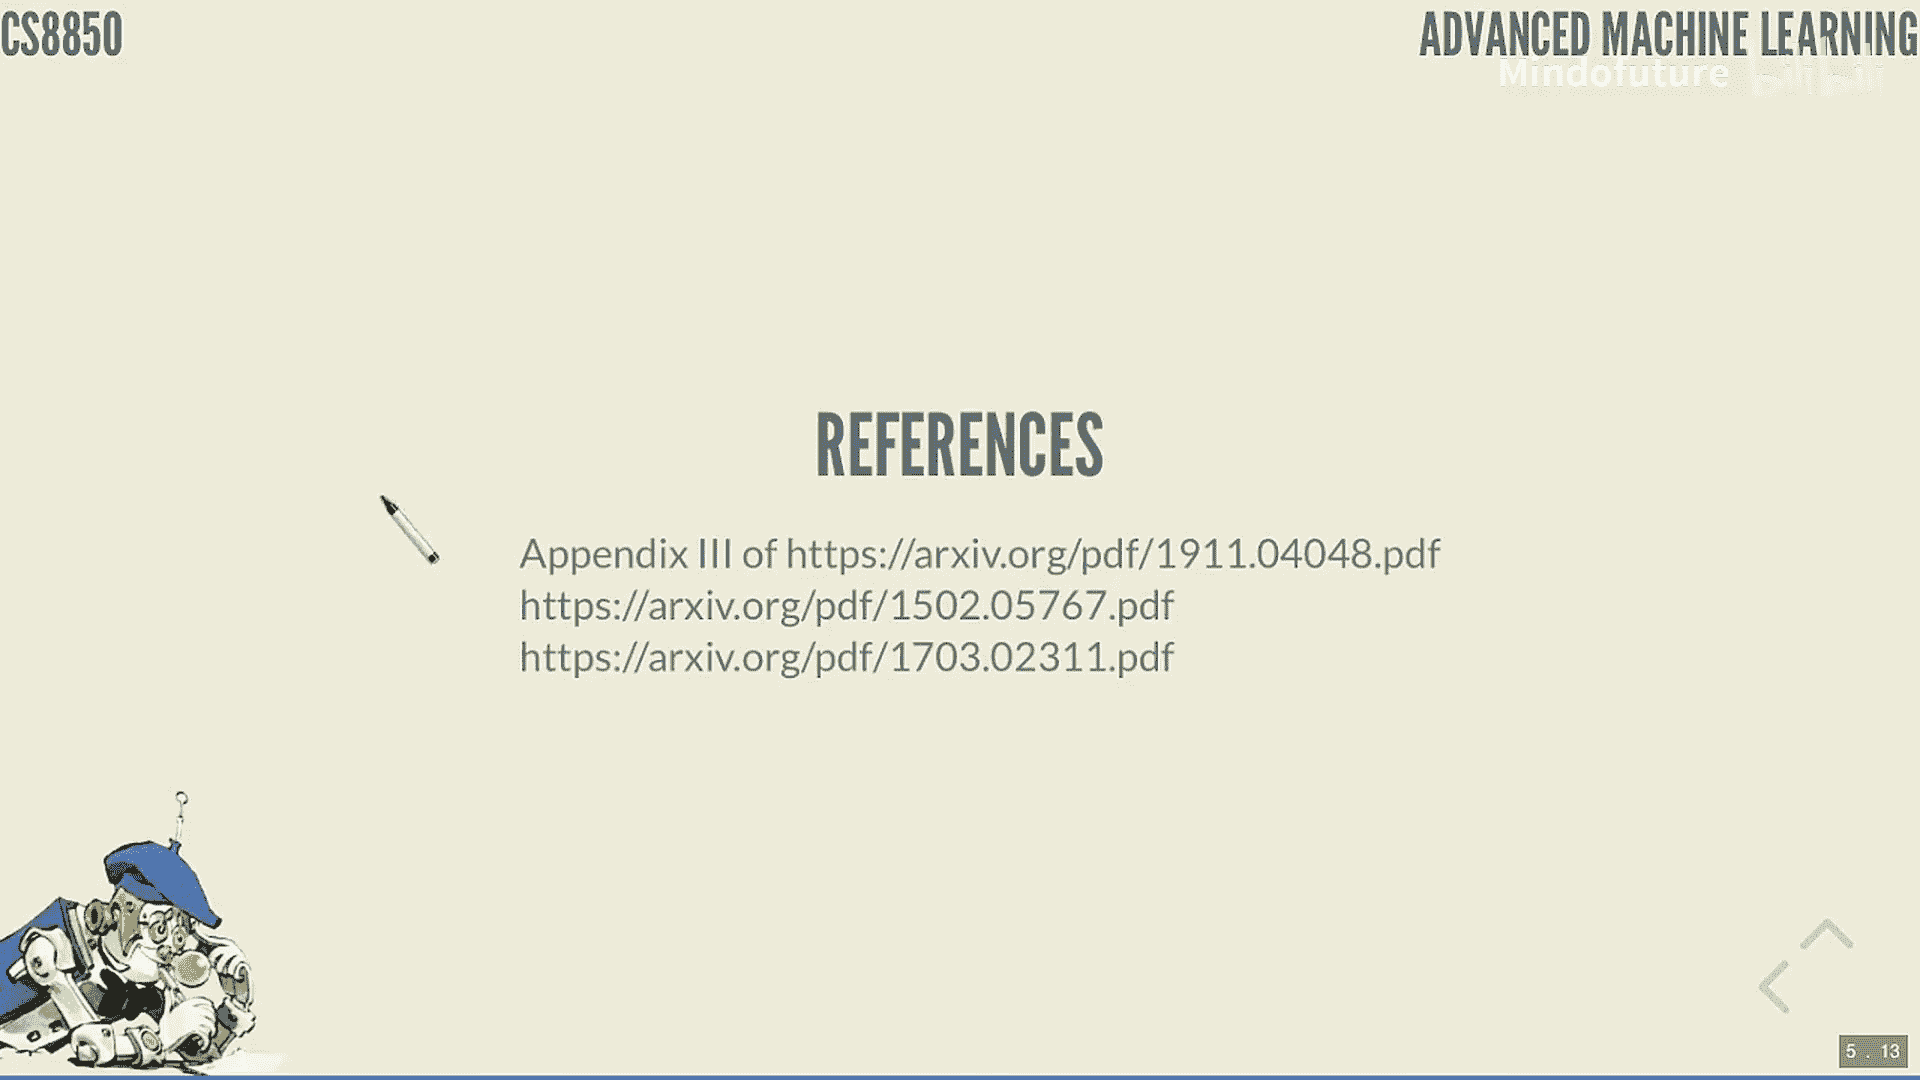 CS8850
ADVANCED MACHINE LEARNING
Mindofuture
REFERENCES
Appendix III of https://arxiv.org/pdf/1911.04048.pdf
https://arxiv.org/pdf/1502.05767.pdf
https://arxiv.org/pdf/1703.02311.pdf
5 . 13